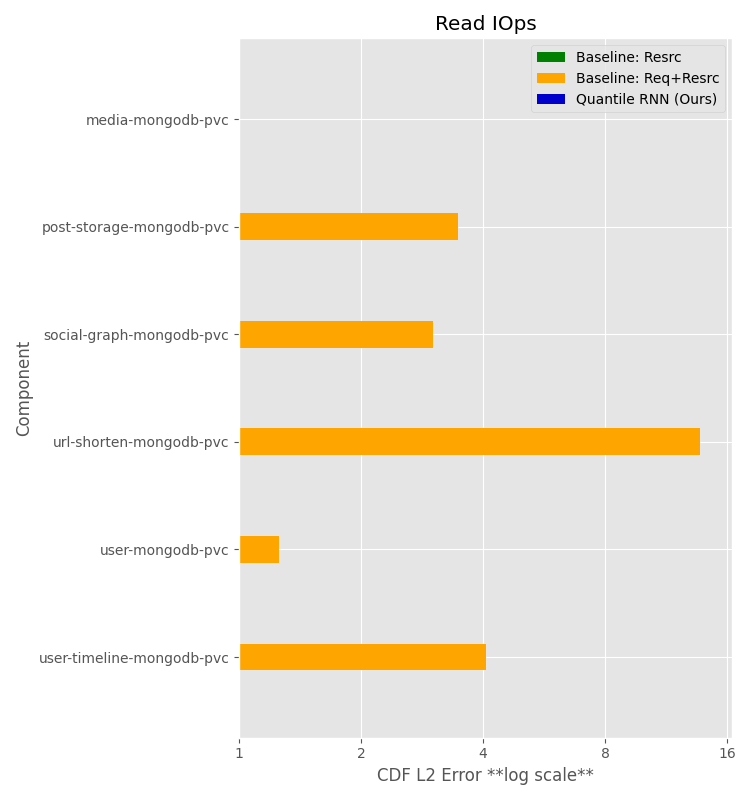 Read IOps
Baseline: Resrc
Baseline: Req+Resrc
Quantile RNN (Ours)
Component
media-mongodb-pvc
post-storage-mongodb-pvc
social-graph-mongodb-pvc
url-shorten-mongodb-pvc
user-mongodb-pvc
user-timeline-mongodb-pvc
1 2 4 8 16
CDF L2 Error **log scale**